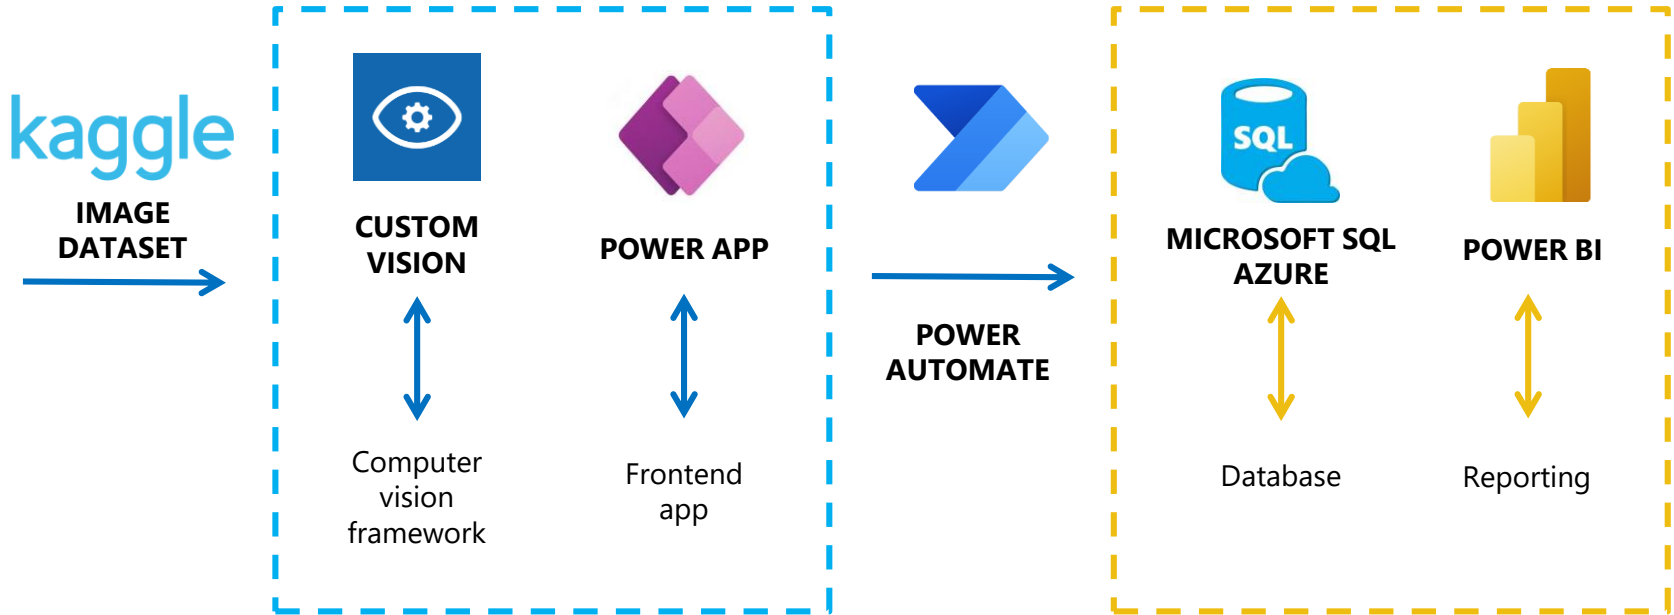 kaggle
IMAGE
DATASET
CUSTOM
VISION
Computer
vision
framework
POWER APP
Frontend
app
POWER
AUTOMATE
SQL
MICROSOFT SQL
AZURE
Database
POWER BI
Reporting